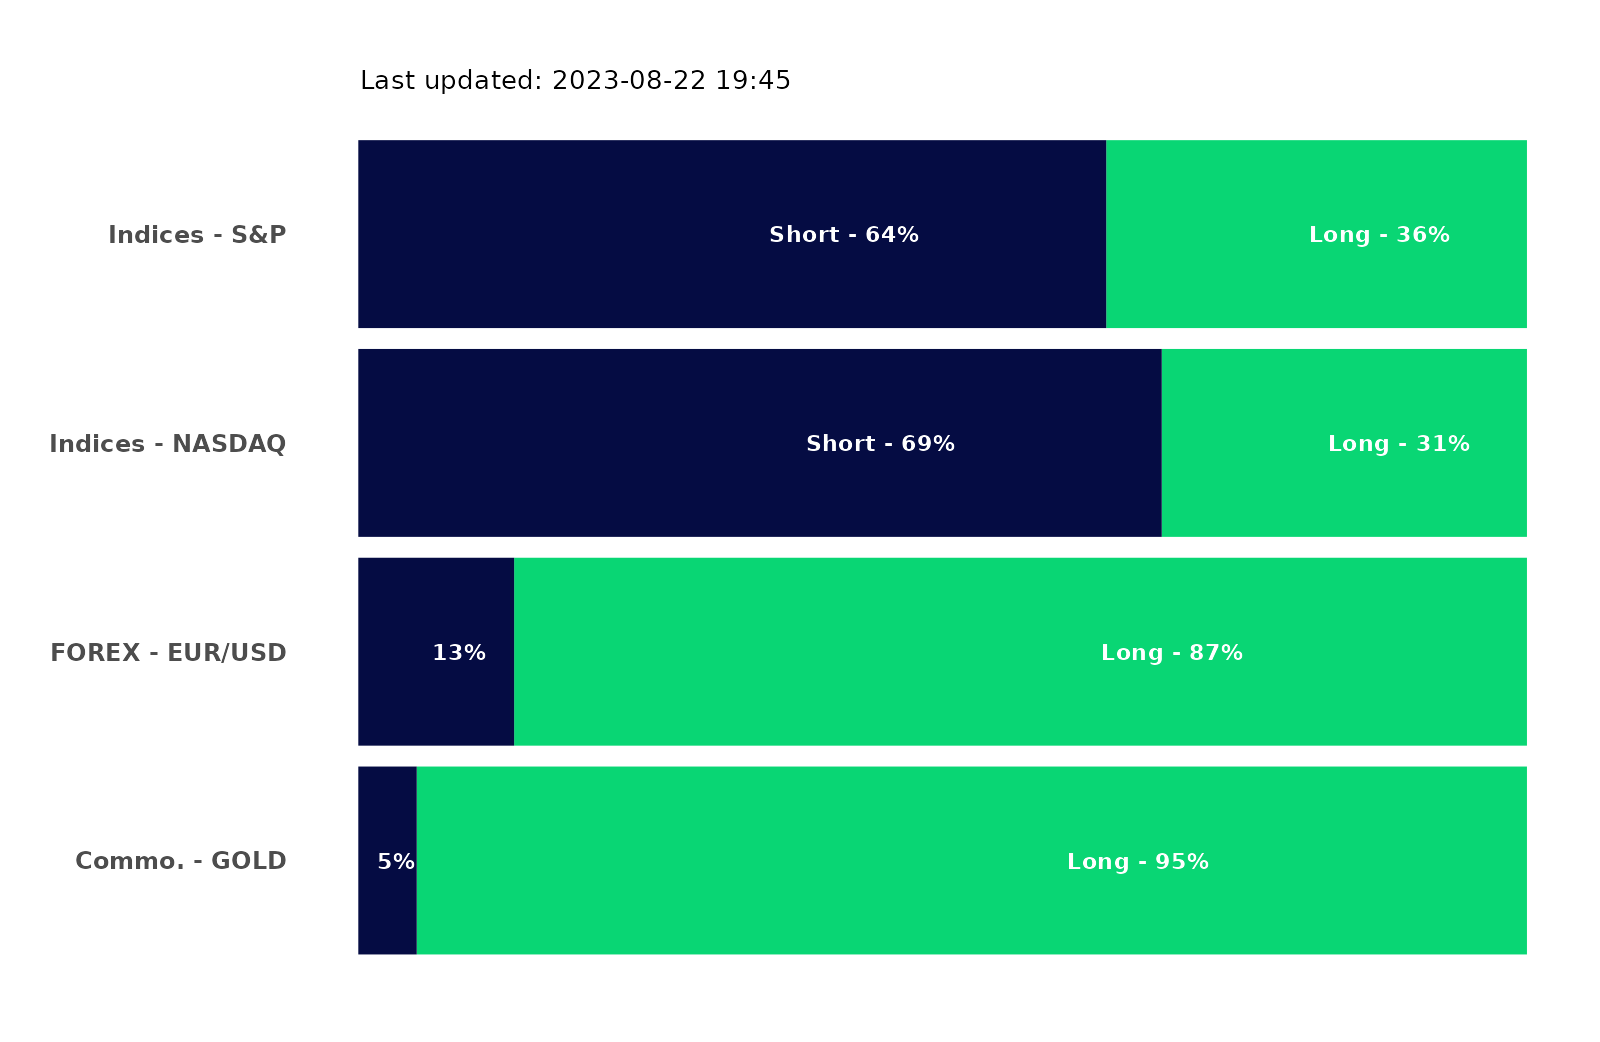 Last updated: 2023-08-22 19:45
Indices - S&P Short - 64% Long - 36%
Indices - NASDAQ Short - 69% Long - 31%
FOREX - EUR/USD 13% Long - 87%
Commo. - GOLD 5% Long - 95%